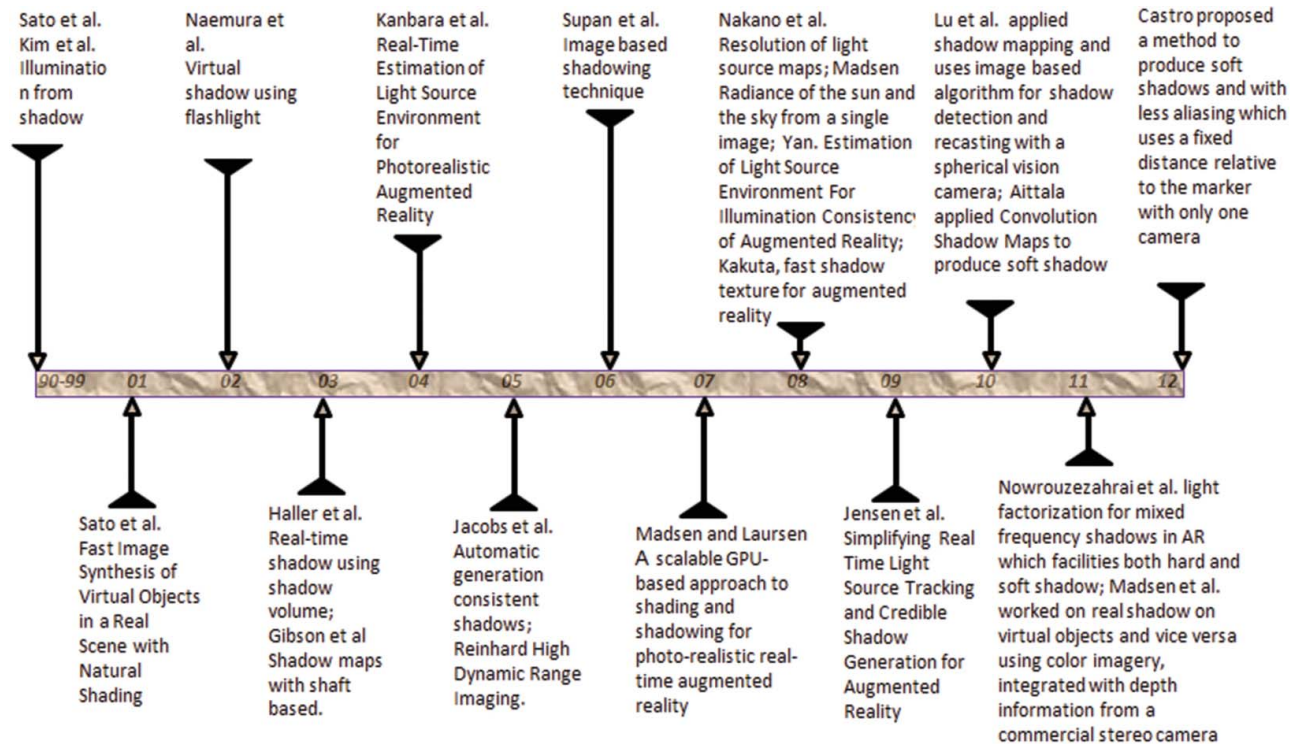 Sato et al.
Kim et al.
Illuminatio
n from
shadow
Naemura et
al.
Virtual
shadow using
flashlight
Kanbara et al.
Real-Time
Estimation of
Light Source
Environment
for
Photorealistic
Augmented
Reality
Supan et al.
Image based
shadowing
technique
Nakano et al.
Resolution of light
source maps; Madsen
Radiance of the sun and
the sky from a single
image; Yan. Estimation
of Light Source
Environment For
Illumination Consistency
of Augmented Reality;
Kakuta, fast shadow
texture for augmented
reality
Lu et al. applied
shadow mapping and
uses image based
algorithm for shadow
detection and
recasting with a
spherical vision
camera; Aittala
applied Convolution
Shadow Maps to
produce soft shadow
Castro proposed
a method to
produce soft
shadows and with
less aliasing which
uses a fixed
distance relative
to the marker
with only one
camera
90-99 01 02 03 04 05 06 07 08 09 10 11 12
Sato et al.
Fast Image
Synthesis of
Virtual Objects
in a Real
Scene with
Natural
Shading
Haller et al.
Real-time
shadow using
shadow
volume;
Gibson et al
Shadow maps
with shaft
based.
Jacobs et al.
Automatic
generation
consistent
shadows;
Reinhard High
Dynamic Range
Imaging.
Madsen and Laursen
A scalable GPU-
based approach to
shading and
shadowing for
photo-realistic real-
time augmented
reality
Jensen et al.
Simplifying Real
Time Light
Source Tracking
and Credible
Shadow
Generation for
Augmented
Reality
Nowrouzezahrai et al. light
factorization for mixed
frequency shadows in AR
which facilities both hard and
soft shadow; Madsen et al.
worked on real shadow on
virtual objects and vice versa
using color imagery,
integrated with depth
information from a
commercial stereo camera